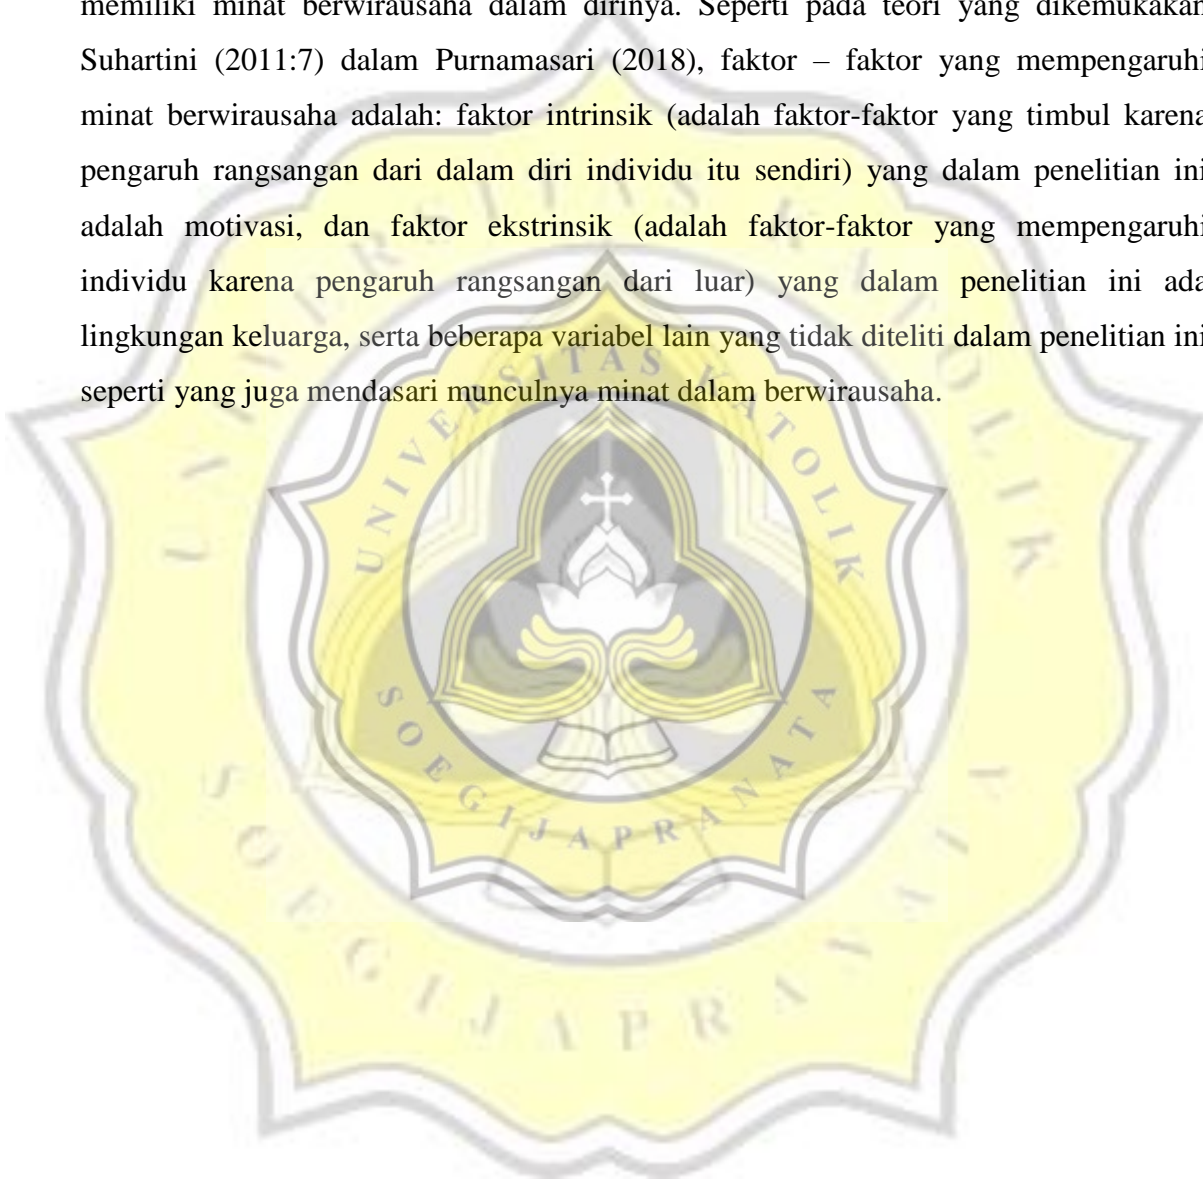 memiliki minat berwirausaha dalam dirinya. Seperti pada teori yang dikemukakan
Suhartini (2011:7) dalam Purnamasari (2018), faktor – faktor yang mempengaruhi
minat berwirausaha adalah: faktor intrinsik (adalah faktor-faktor yang timbul karena
pengaruh rangsangan dari dalam diri individu itu sendiri) yang dalam penelitian ini
adalah motivasi, dan faktor ekstrinsik (adalah faktor-faktor yang mempengaruhi
individu karena pengaruh rangsangan dari luar) yang dalam penelitian ini ada
lingkungan keluarga, serta beberapa variabel lain yang tidak diteliti dalam penelitian ini
seperti yang juga mendasari munculnya minat dalam berwirausaha.
UNIVERSITAS KATOLIK
SOEGIJAPRANATA
UNIVERSITAS KATOLIK
SOEGIJAPRANATA